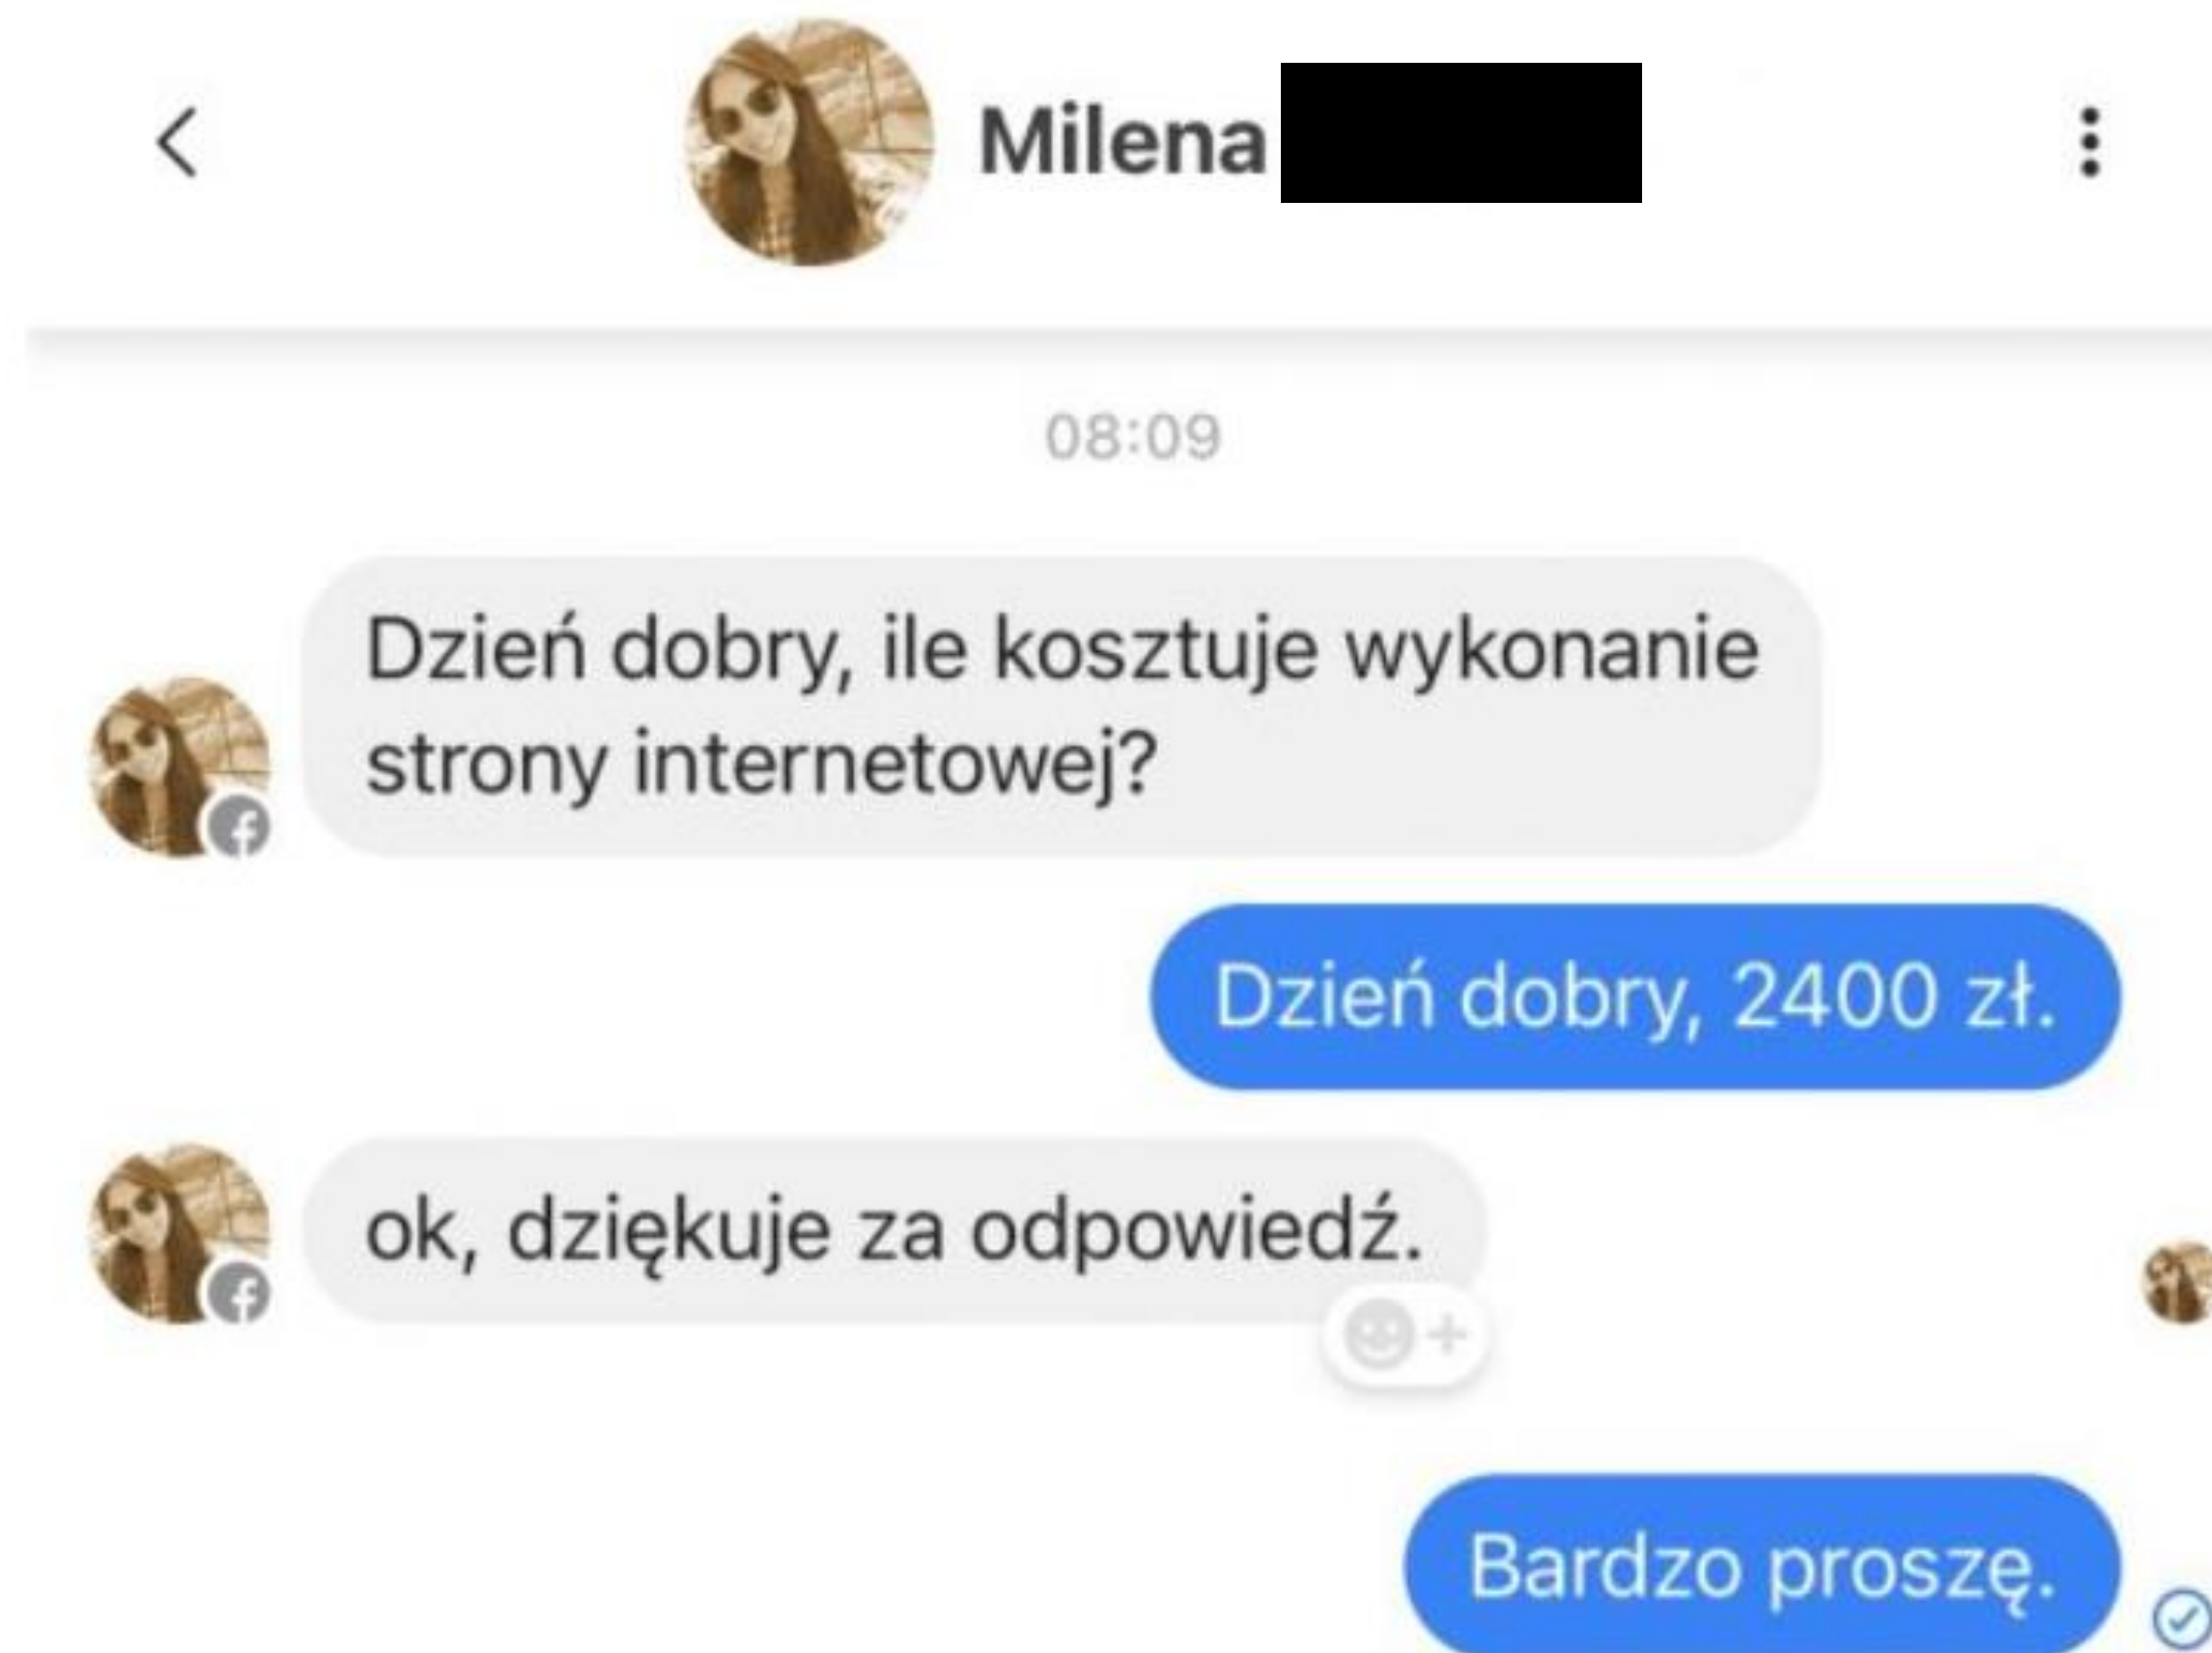 Milena
08:09
Dzień dobry, ile kosztuje wykonanie
strony internetowej?
Dzień dobry, 2400 zł.
ok, dziękuje za odpowiedź.
Bardzo proszę.